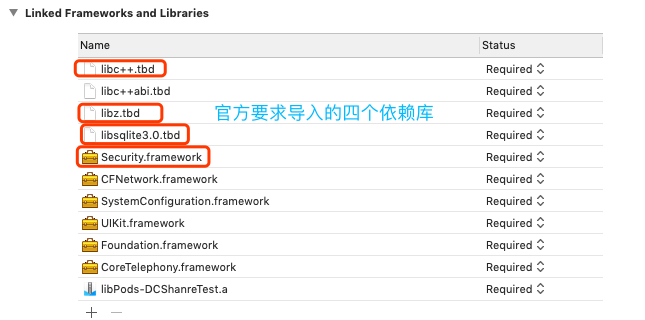 Linked Frameworks and Libraries
Name Status
libc++.tbd Required
libc++abi.tbd Required
libz.tbd 官方要求导入的四个依赖库 Required
libsqlite3.0.tbd Required
Security.framework Required
CFNetwork.framework Required
SystemConfiguration.framework Required
UIKit.framework Required
Foundation.framework Required
CoreTelephony.framework Required
libPods-DCShanreTest.a Required